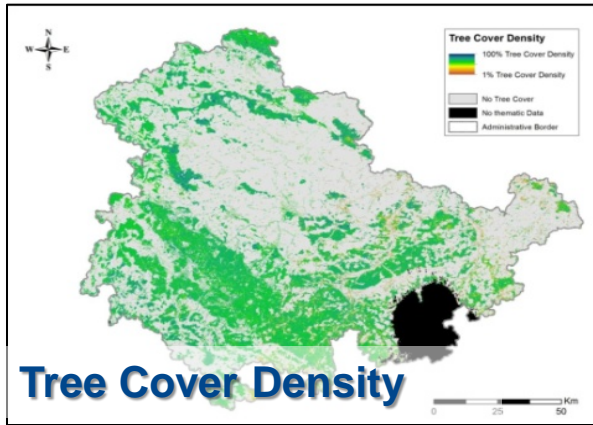 N
W E
S
Tree Cover Density
100% Tree Cover Density
1% Tree Cover Density
No Tree Cover
No thematic Data
Administrative Border
Tree Cover Density
Km
0 25 50